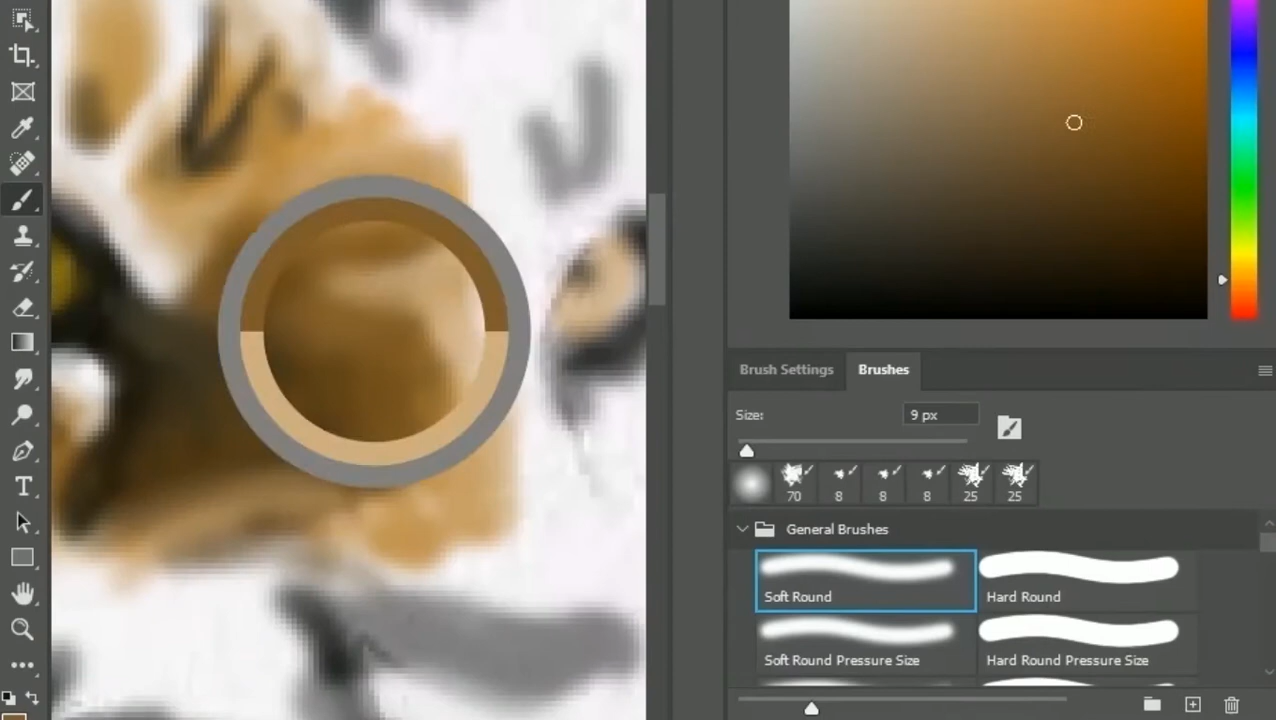 Brush Settings Brushes
Size: 9 px
70 8 8 8 25 25
General Brushes
Soft Round Hard Round
Soft Round Pressure Size Hard Round Pressure Size